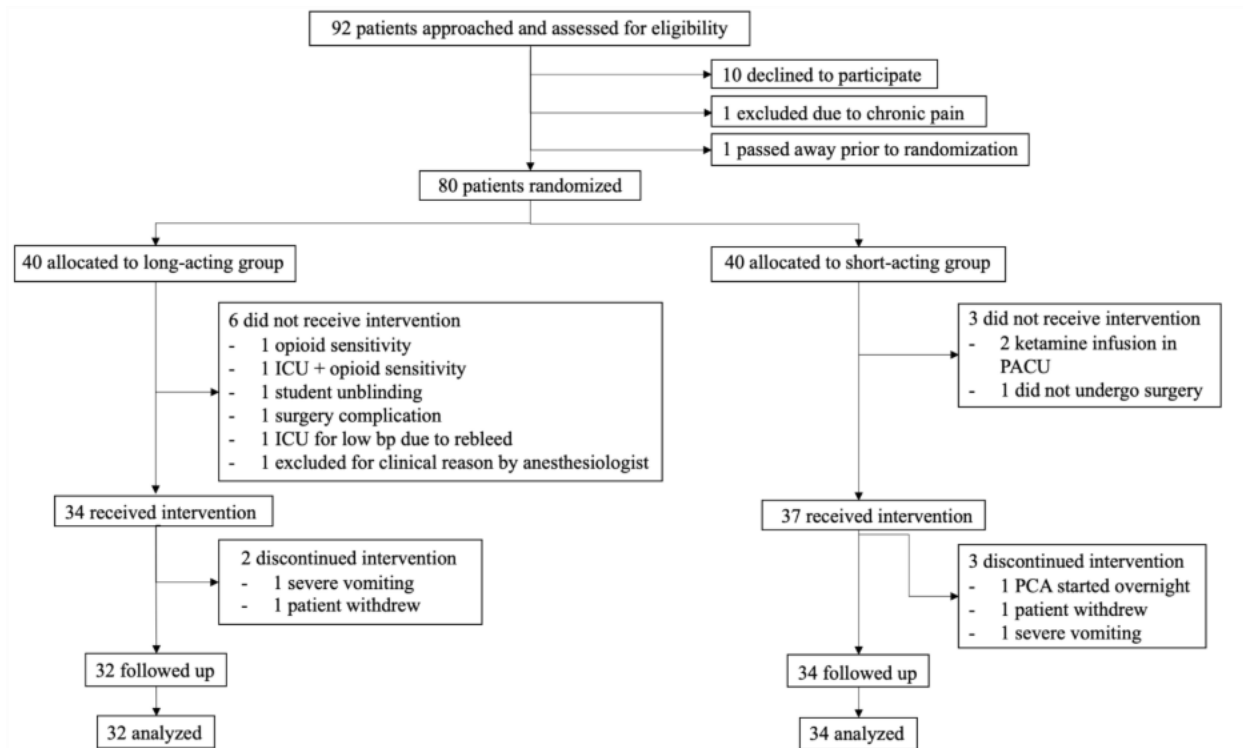 92 patients approached and assessed for eligibility
10 declined to participate
1 excluded due to chronic pain
1 passed away prior to randomization
80 patients randomized
40 allocated to long-acting group
40 allocated to short-acting group
6 did not receive intervention
- 1 opioid sensitivity
- 1 ICU + opioid sensitivity
- 1 student unblinding
- 1 surgery complication
- 1 ICU for low bp due to rebleed
- 1 excluded for clinical reason by anesthesiologist
3 did not receive intervention
- 2 ketamine infusion in
PACU
- 1 did not undergo surgery
34 received intervention
37 received intervention
2 discontinued intervention
- 1 severe vomiting
- 1 patient withdrew
3 discontinued intervention
- 1 PCA started overnight
- 1 patient withdrew
- 1 severe vomiting
32 followed up
34 followed up
32 analyzed
34 analyzed